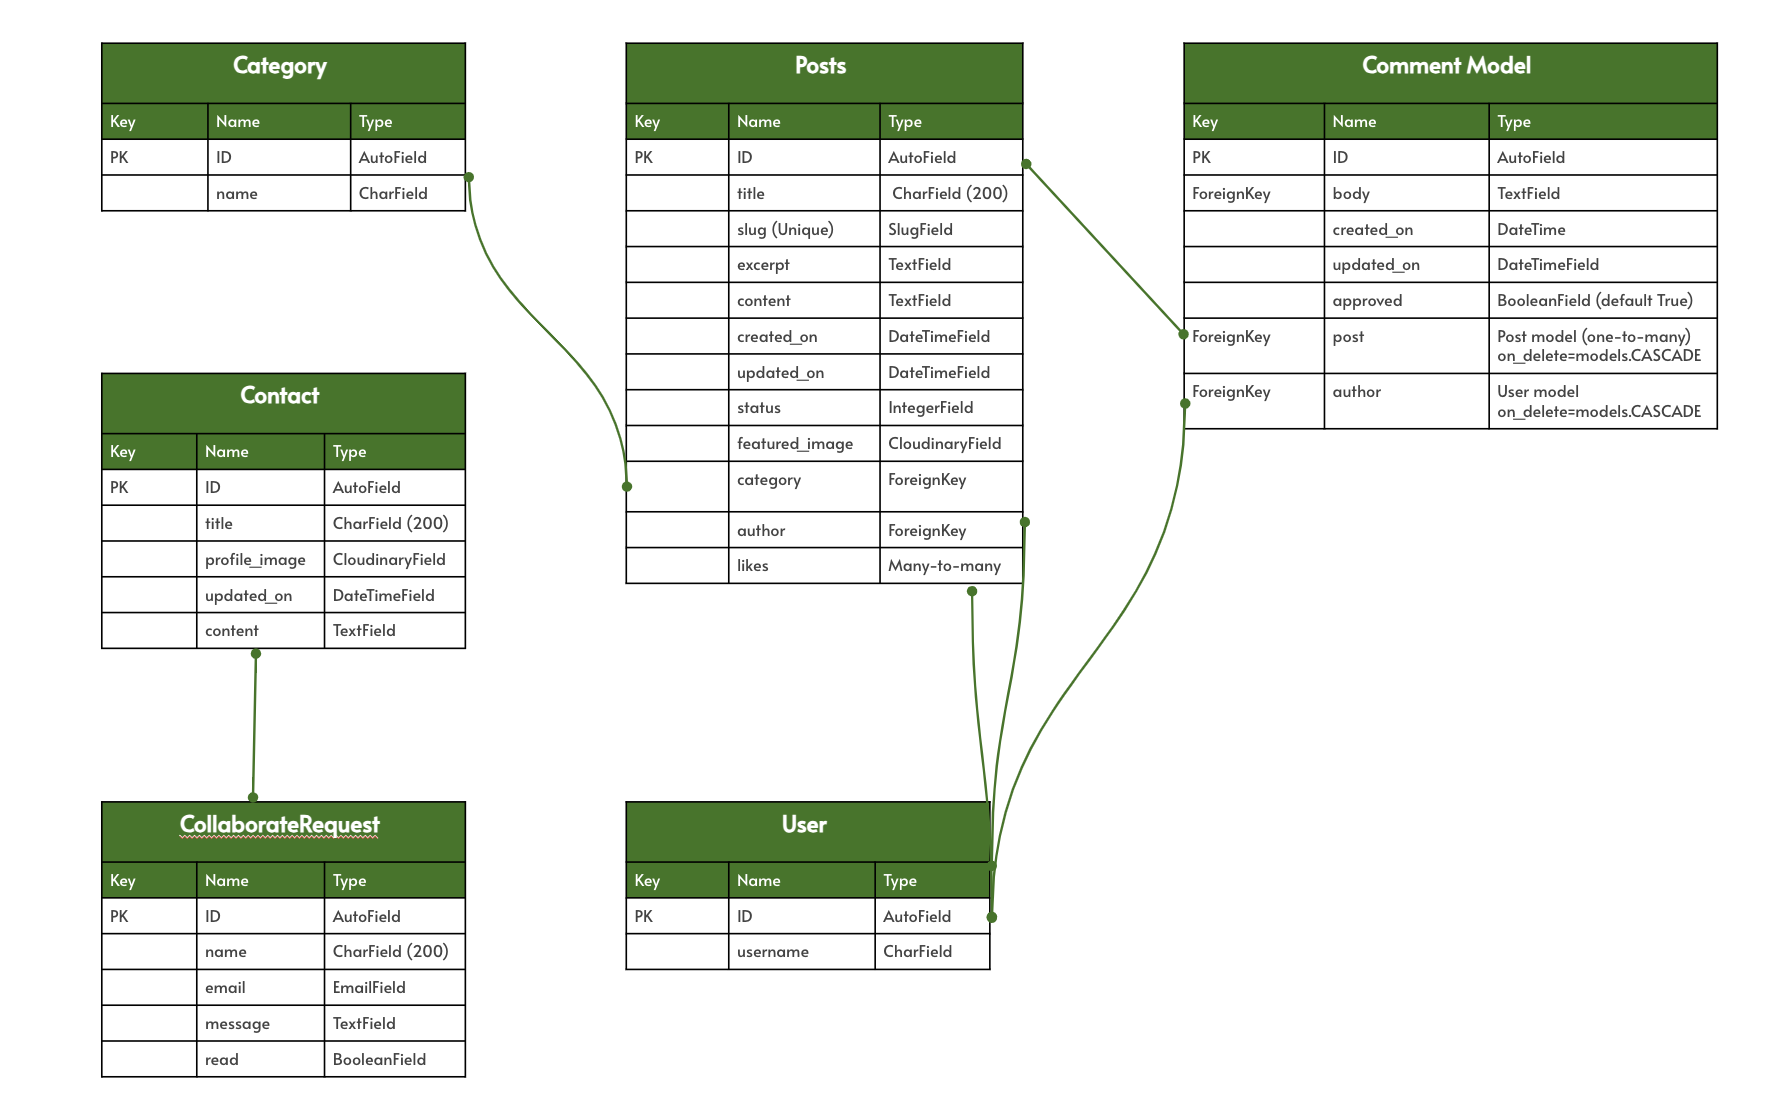 Category
Key Name Type
PK ID AutoField
name CharField
Posts
Key Name Type
PK ID AutoField
title CharField (200)
slug (Unique) SlugField
excerpt TextField
content TextField
created_on DateTimeField
updated_on DateTimeField
status IntegerField
featured_image CloudinaryField
category ForeignKey
author ForeignKey
likes Many-to-many
Comment Model
Key Name Type
PK ID AutoField
ForeignKey body TextField
created_on DateTime
updated_on DateTimeField
approved BooleanField (default True)
ForeignKey post Post model (one-to-many)
on_delete=models.CASCADE
ForeignKey author User model
on_delete=models.CASCADE
Contact
Key Name Type
PK ID AutoField
title CharField (200)
profile_image CloudinaryField
updated_on DateTimeField
content TextField
CollaborateRequest
Key Name Type
PK ID AutoField
name CharField (200)
email EmailField
message TextField
read BooleanField
User
Key Name Type
PK ID AutoField
username CharField